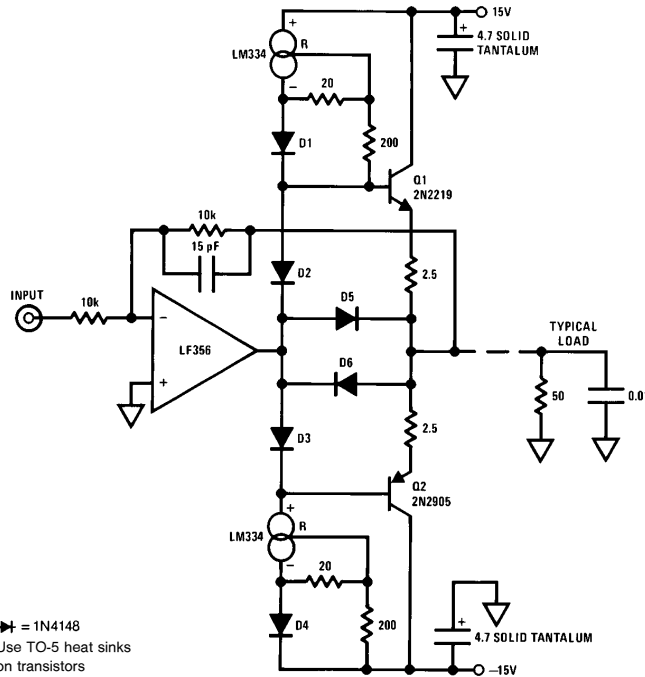 15V
+
R
LM334
+
4.7 SOLID
TANTALUM
−
20
D1
200
Q1
2N2219
10k
15 pF
D2
2.5
INPUT
10k
−
D5
LF356
TYPICAL
LOAD
D6
+
50
0.0
2.5
D3
Q2
2N2905
+
R
LM334
−
20
= 1N4148
D4
200
+
4.7 SOLID TANTALUM
Use TO-5 heat sinks
on transistors
−15V